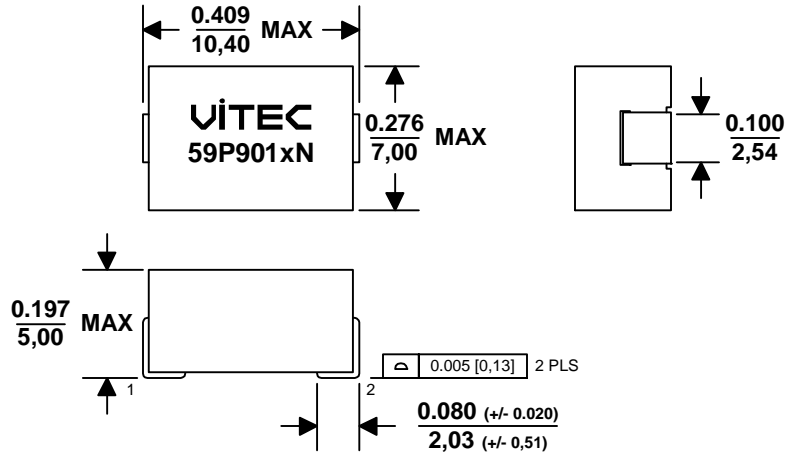 0.409
10,40
MAX
ViTEC
59P901xN
0.276
7,00
MAX
0.100
2,54
0.197
5,00
MAX
1
2
⌓ 0.005 [0,13] 2 PLS
0.080 (+/- 0.020)
2,03 (+/- 0,51)